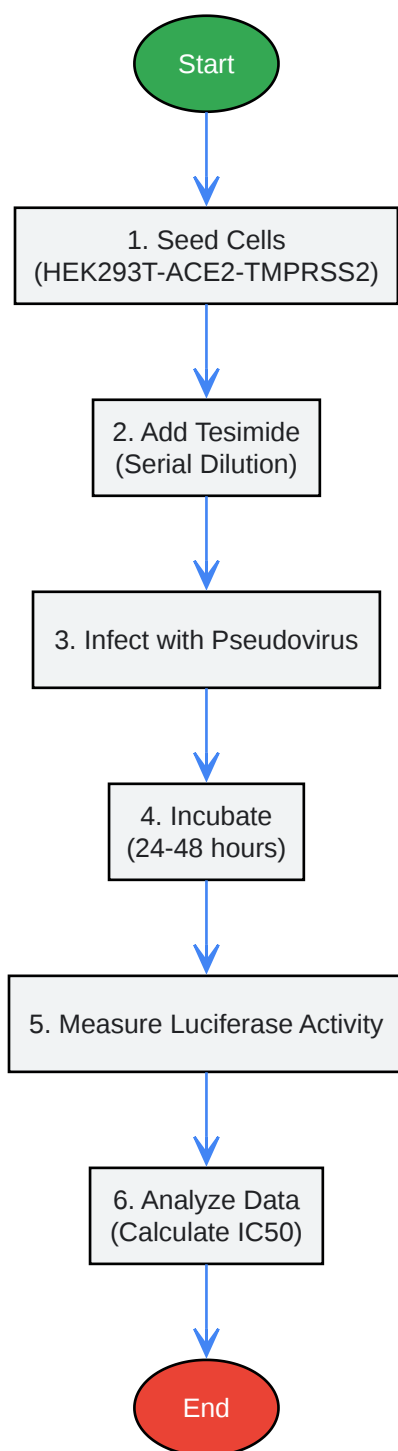 Start
1. Seed Cells
(HEK293T-ACE2-TMPRSS2)
2. Add Tesimide
(Serial Dilution)
3. Infect with Pseudovirus
4. Incubate
(24-48 hours)
5. Measure Luciferase Activity
6. Analyze Data
(Calculate IC50)
End